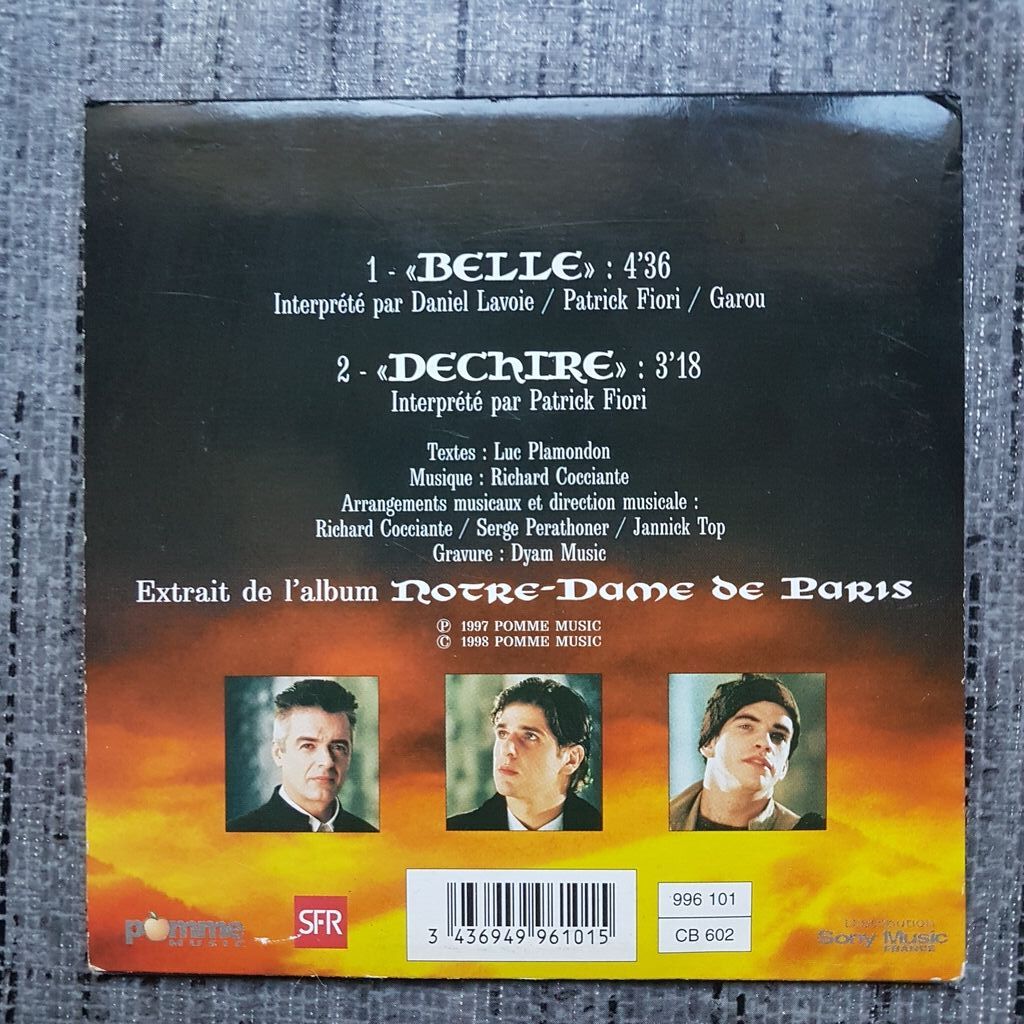 1 - «BELLE» : 4'36
Interprété par Daniel Lavoie / Patrick Fiori / Garou
2 - «DECHIRE» : 3'18
Interprété par Patrick Fiori
Textes : Luc Plamondon
Musique : Richard Cocciante
Arrangements musicaux et direction musicale :
Richard Cocciante / Serge Perathoner / Jannick Top
Gravure : Dyam Music
Extrait de l'album NOTRE-DAME DE PARIS
℗ 1997 POMME MUSIC
© 1998 POMME MUSIC
pomme
MUSIC
SFR
3 436949 961015
996 101
CB 602
Distribution
Sony Music
FRANCE